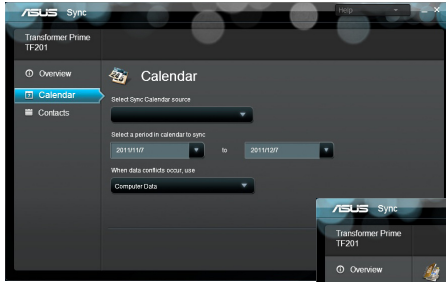 ASUS Sync
Help
Transformer Prime
TF201
Overview
Calendar
Contacts
Calendar
Select Sync Calendar source
Select a period in calendar to sync
2011/11/7 to 2011/12/7
When data conflicts occur, use
Computer Data
ASUS Sync
Transformer Prime
TF201
Overview